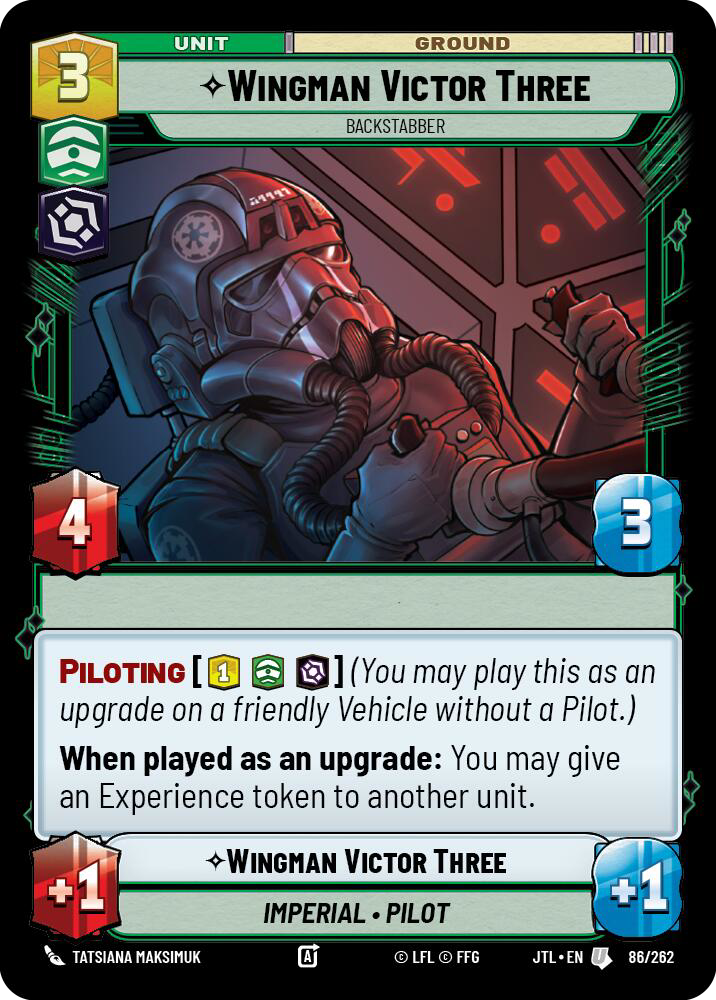 UNIT
GROUND
3
✧WINGMAN VICTOR THREE
BACKSTABBER
4
3
PILOTING [1] (You may play this as an
upgrade on a friendly Vehicle without a Pilot.)
When played as an upgrade: You may give
an Experience token to another unit.
✧WINGMAN VICTOR THREE
+1
+1
IMPERIAL • PILOT
TATSIANA MAKSIMUK
A
© LFL © FFG
JTL • EN
U
86/262